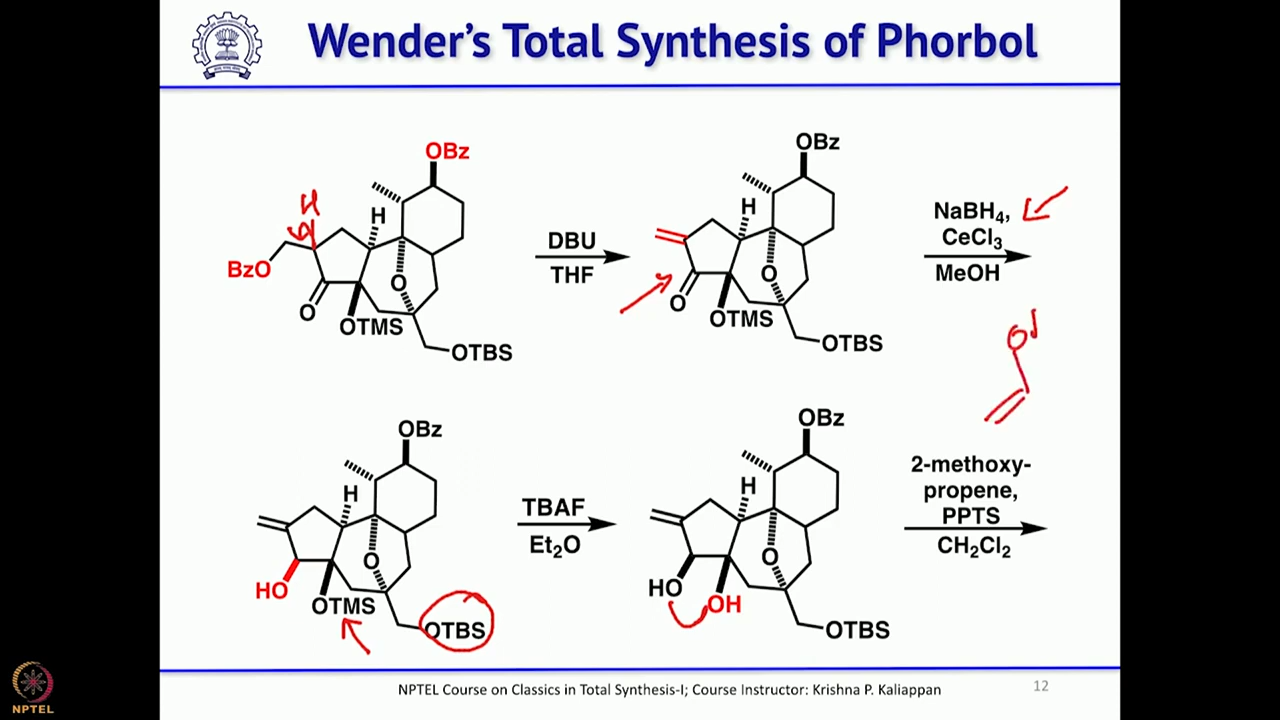 Wender's Total Synthesis of Phorbol
OBz
H
H
BzO
O
O
OTMS
OTBS
DBU
THF
OBz
H
O
O
OTMS
OTBS
NaBH₄,
CeCl₃
MeOH
OBz
H
O
HO
OTMS
OTBS
TBAF
Et₂O
OBz
H
O
HO
OH
OTBS
2-methoxy-
propene,
PPTS
CH₂Cl₂
NPTEL Course on Classics in Total Synthesis-I; Course Instructor: Krishna P. Kaliappan
12
NPTEL